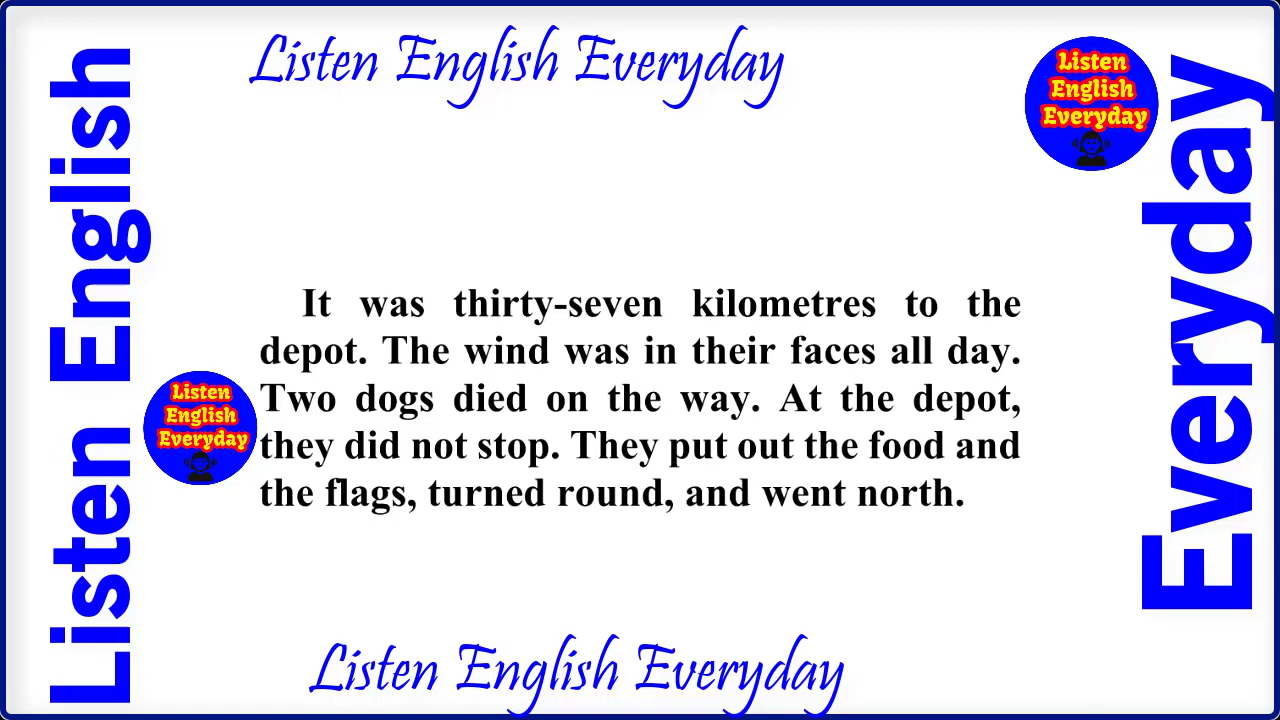 Listen English Everyday
Listen
English
Everyday
Listen English
Everyday
It was thirty-seven kilometres to the
depot. The wind was in their faces all day.
Two dogs died on the way. At the depot,
they did not stop. They put out the food and
the flags, turned round, and went north.
Listen
English
Everyday
Listen English Everyday